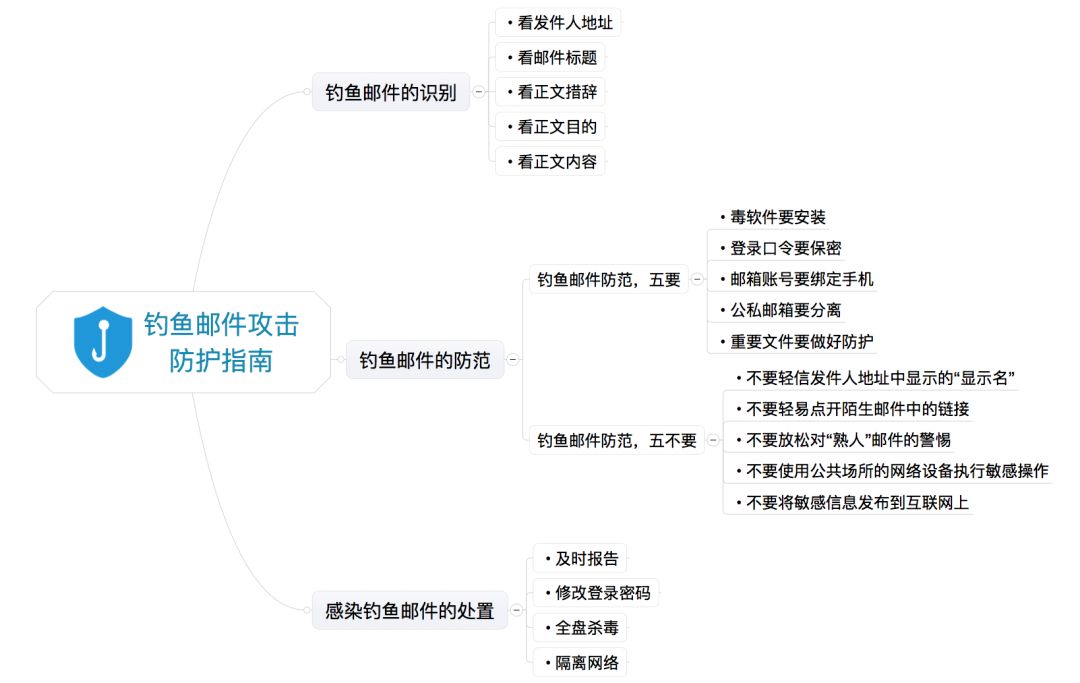 钓鱼邮件攻击
防护指南
钓鱼邮件的识别
•看发件人地址
•看邮件标题
•看正文措辞
•看正文目的
•看正文内容
钓鱼邮件的防范
钓鱼邮件防范，五要
•毒软件要安装
•登录口令要保密
•邮箱账号要绑定手机
•公私邮箱要分离
•重要文件要做好防护
钓鱼邮件防范，五不要
•不要轻信发件人地址中显示的“显示名”
•不要轻易点开陌生邮件中的链接
•不要放松对“熟人”邮件的警惕
•不要使用公共场所的网络设备执行敏感操作
•不要将敏感信息发布到互联网上
感染钓鱼邮件的处置
•及时报告
•修改登录密码
•全盘杀毒
•隔离网络